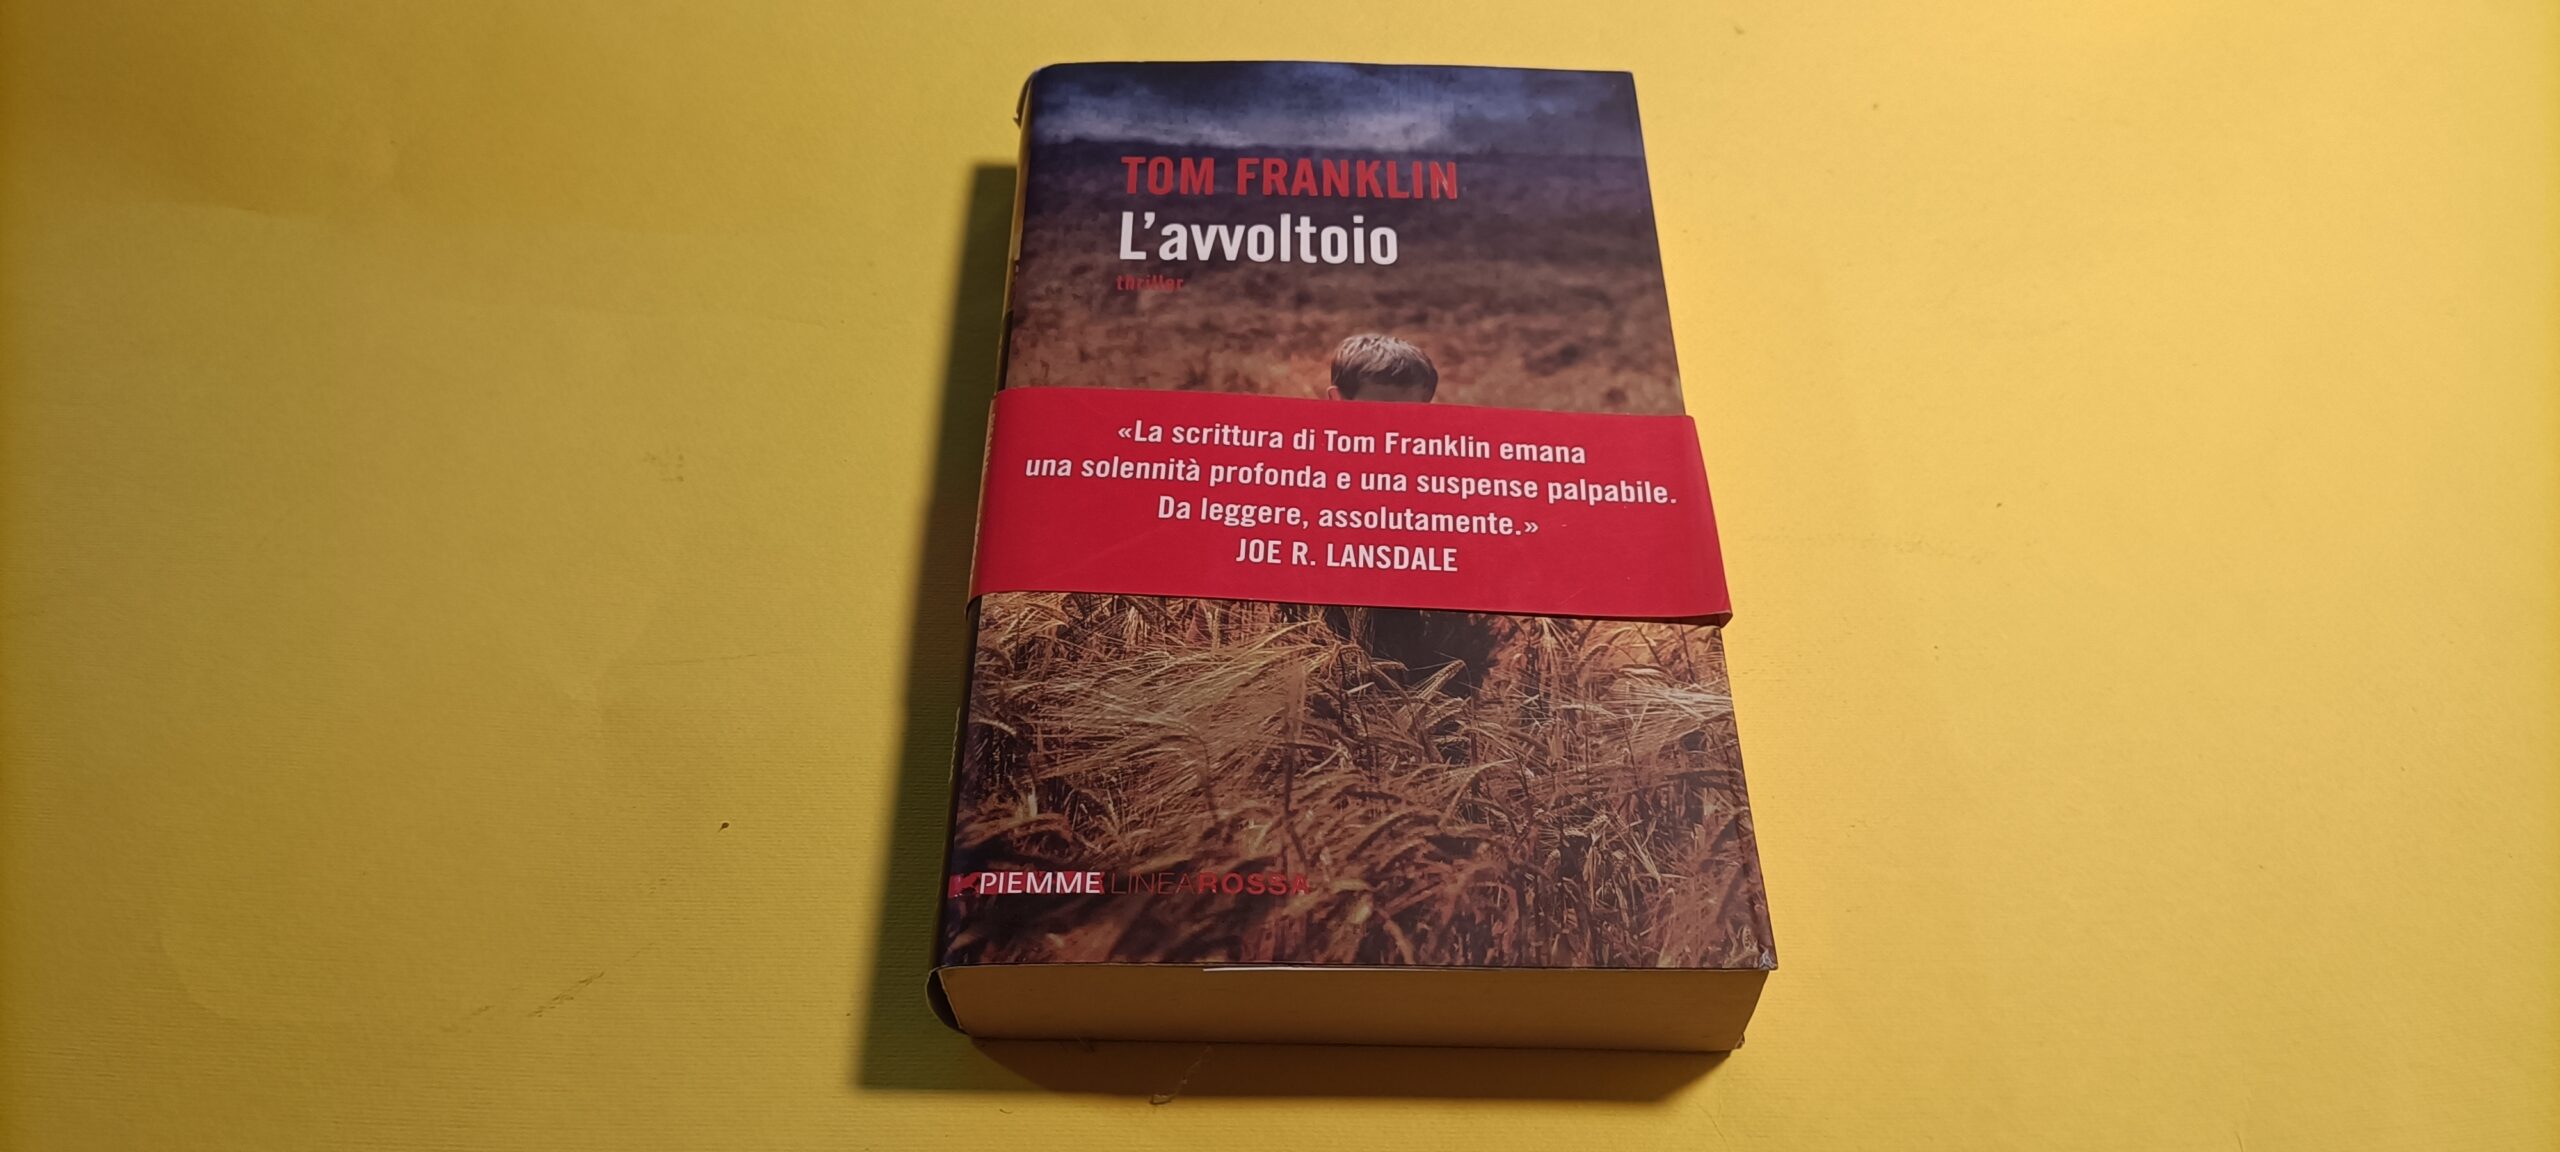 TOM FRANKLIN
L'avvoltoio
thriller
«La scrittura di Tom Franklin emana
una solennità profonda e una suspense palpabile.
Da leggere, assolutamente.»
JOE R. LANSDALE
PIEMME LINEAROSSA